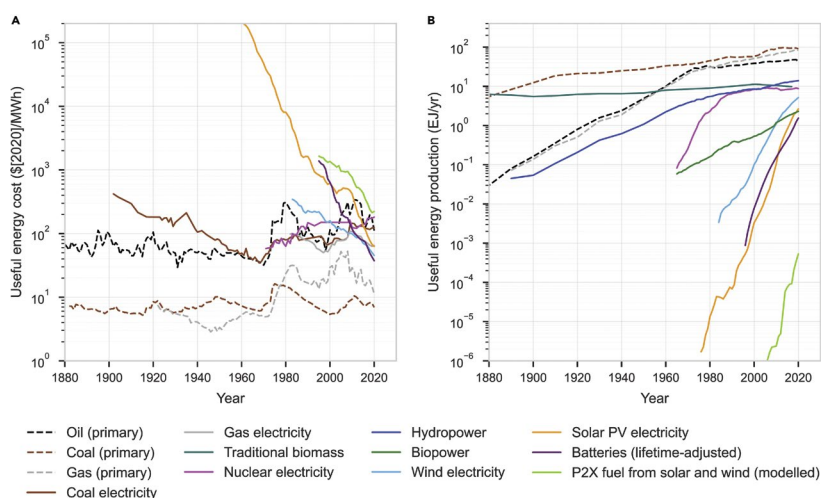 A
B
Useful energy cost ($[2020]/MWh)
10^5
10^4
10^3
10^2
10^1
10^0
1880 1900 1920 1940 1960 1980 2000 2020
Year
Useful energy production (EJ/yr)
10^2
10^1
10^0
10^-1
10^-2
10^-3
10^-4
10^-5
10^-6
1880 1900 1920 1940 1960 1980 2000 2020
Year
Oil (primary)
Coal (primary)
Gas (primary)
Coal electricity
Gas electricity
Traditional biomass
Nuclear electricity
Hydropower
Biopower
Wind electricity
Solar PV electricity
Batteries (lifetime-adjusted)
P2X fuel from solar and wind (modelled)